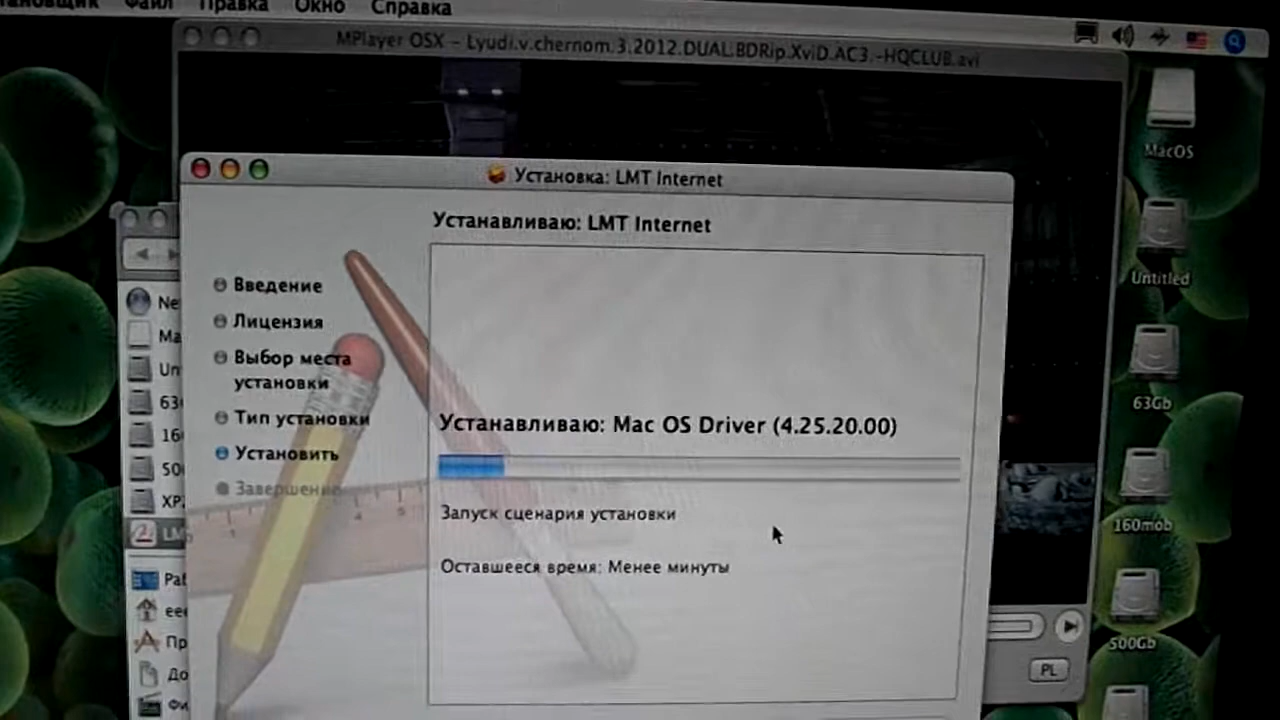 Файл Правка Окно Справка
MPlayer OSX – Lyudi.v.chernom.3.2012.DUAL.BDRip.XviD.AC3.-HQCLUB.avi
Установка: LMT Internet
Устанавливаю: LMT Internet
Введение
Лицензия
Выбор места
установки
Тип установки
Установить
Завершение
Устанавливаю: Mac OS Driver (4.25.20.00)
Запуск сценария установки
Оставшееся время: Менее минуты
PL
MacOS
Untitled
63Gb
160mob
500Gb